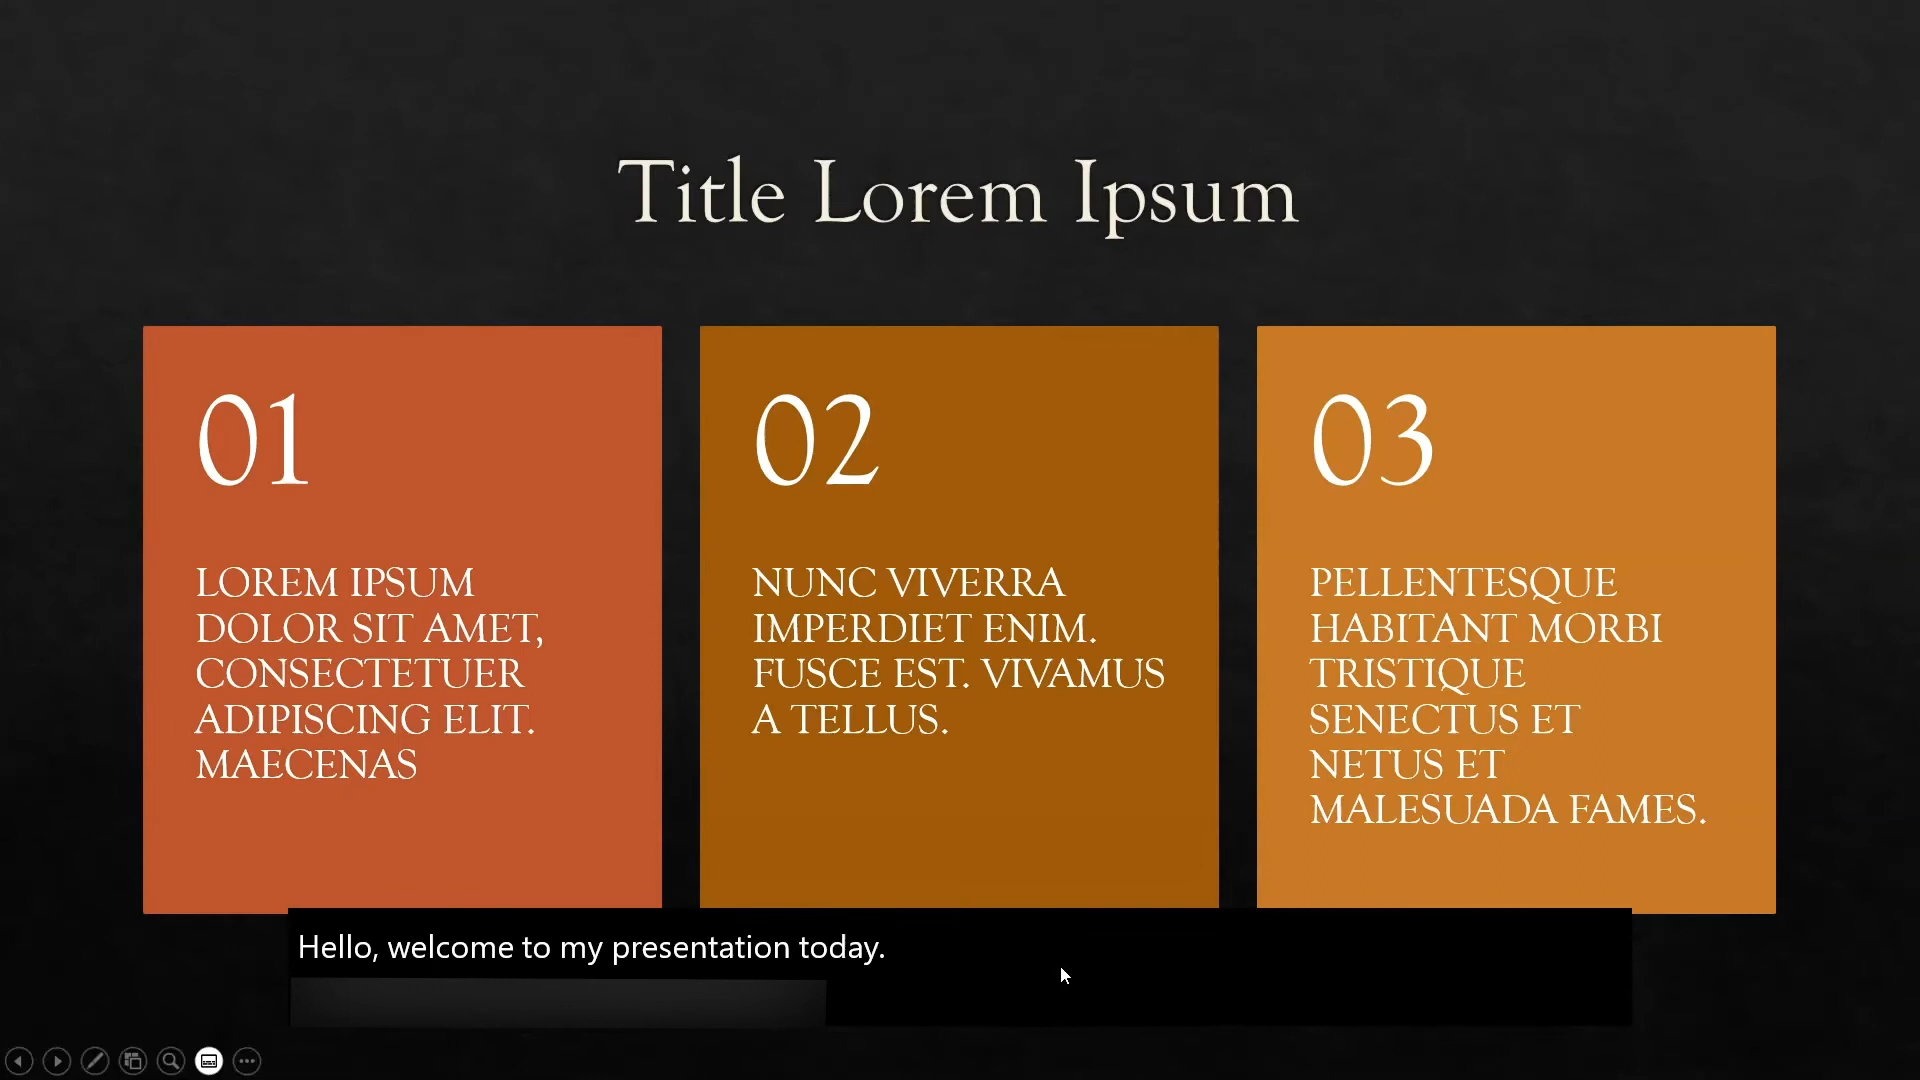 Title Lorem Ipsum
01
LOREM IPSUM
DOLOR SIT AMET,
CONSECTETUER
ADIPISCING ELIT.
MAECENAS
02
NUNC VIVERRA
IMPERDIET ENIM.
FUSCE EST. VIVAMUS
A TELLUS.
03
PELLENTESQUE
HABITANT MORBI
TRISTIQUE
SENECTUS ET
NETUS ET
MALESUADA FAMES.
Hello, welcome to my presentation today.